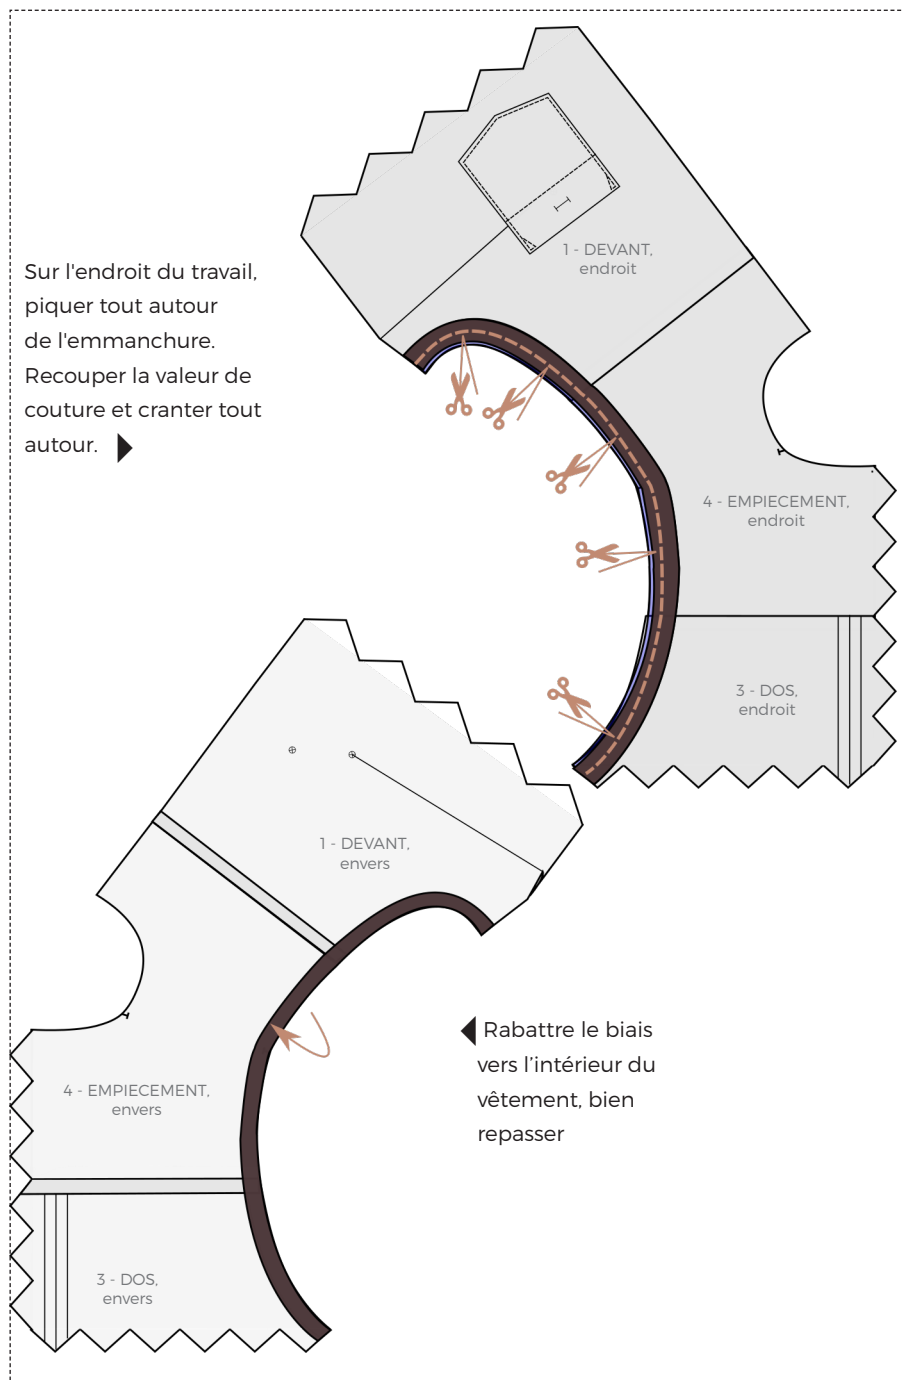 1 - DEVANT,
endroit
Sur l'endroit du travail,
piquer tout autour
de l'emmanchure.
Recouper la valeur de
couture et cranter tout
autour.
4 - EMPIECEMENT,
endroit
3 - DOS,
endroit
1 - DEVANT,
envers
Rabattre le biais
vers l’intérieur du
vêtement, bien
repasser
4 - EMPIECEMENT,
envers
3 - DOS,
envers